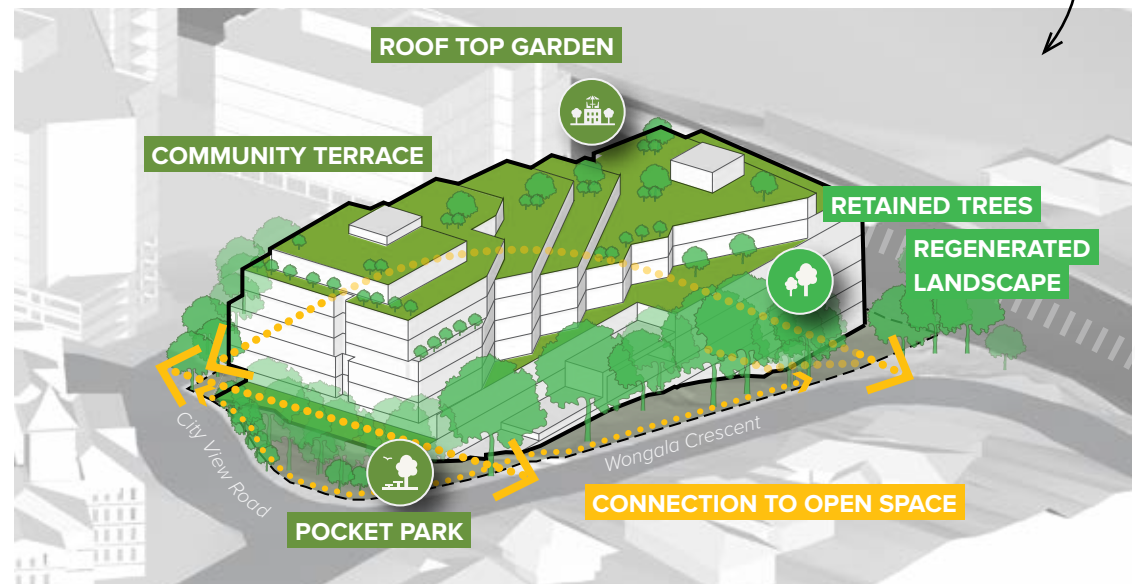 ROOF TOP GARDEN
COMMUNITY TERRACE
RETAINED TREES
REGENERATED
LANDSCAPE
City View Road
Wongala Crescent
CONNECTION TO OPEN SPACE
POCKET PARK